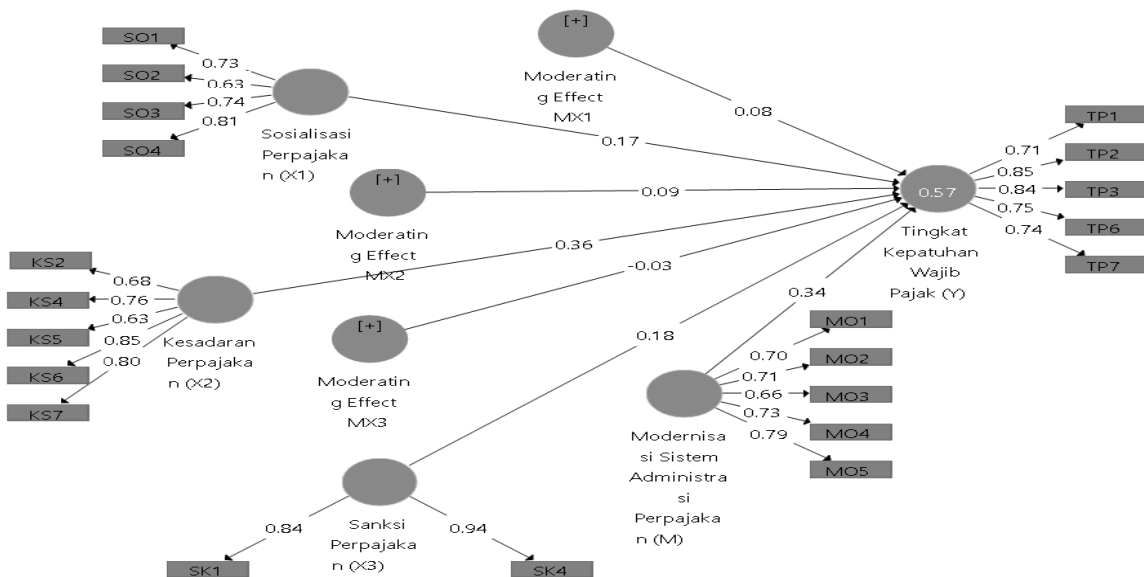 SO1
SO2
SO3
SO4
0.73
0.63
0.74
0.81
Sosialisasi
Perpajaka
n (X1)
[+]
Moderatin
g Effect
MX1
0.08
0.17
[+]
Moderatin
g Effect
MX2
0.09
0.36
-0.03
KS2
KS4
KS5
KS6
KS7
0.68
0.76
0.63
0.85
0.80
Kesadaran
Perpajaka
n (X2)
[+]
Moderatin
g Effect
MX3
0.18
0.34
0.57
Tingkat
Kepatuhan
Wajib
Pajak (Y)
0.71
0.85
0.84
0.75
0.74
TP1
TP2
TP3
TP6
TP7
Modernisa
si Sistem
Administra
si
Perpajaka
n (M)
0.70
0.71
0.66
0.73
0.79
MO1
MO2
MO3
MO4
MO5
0.84
0.94
Sanksi
Perpajaka
n (X3)
SK1
SK4